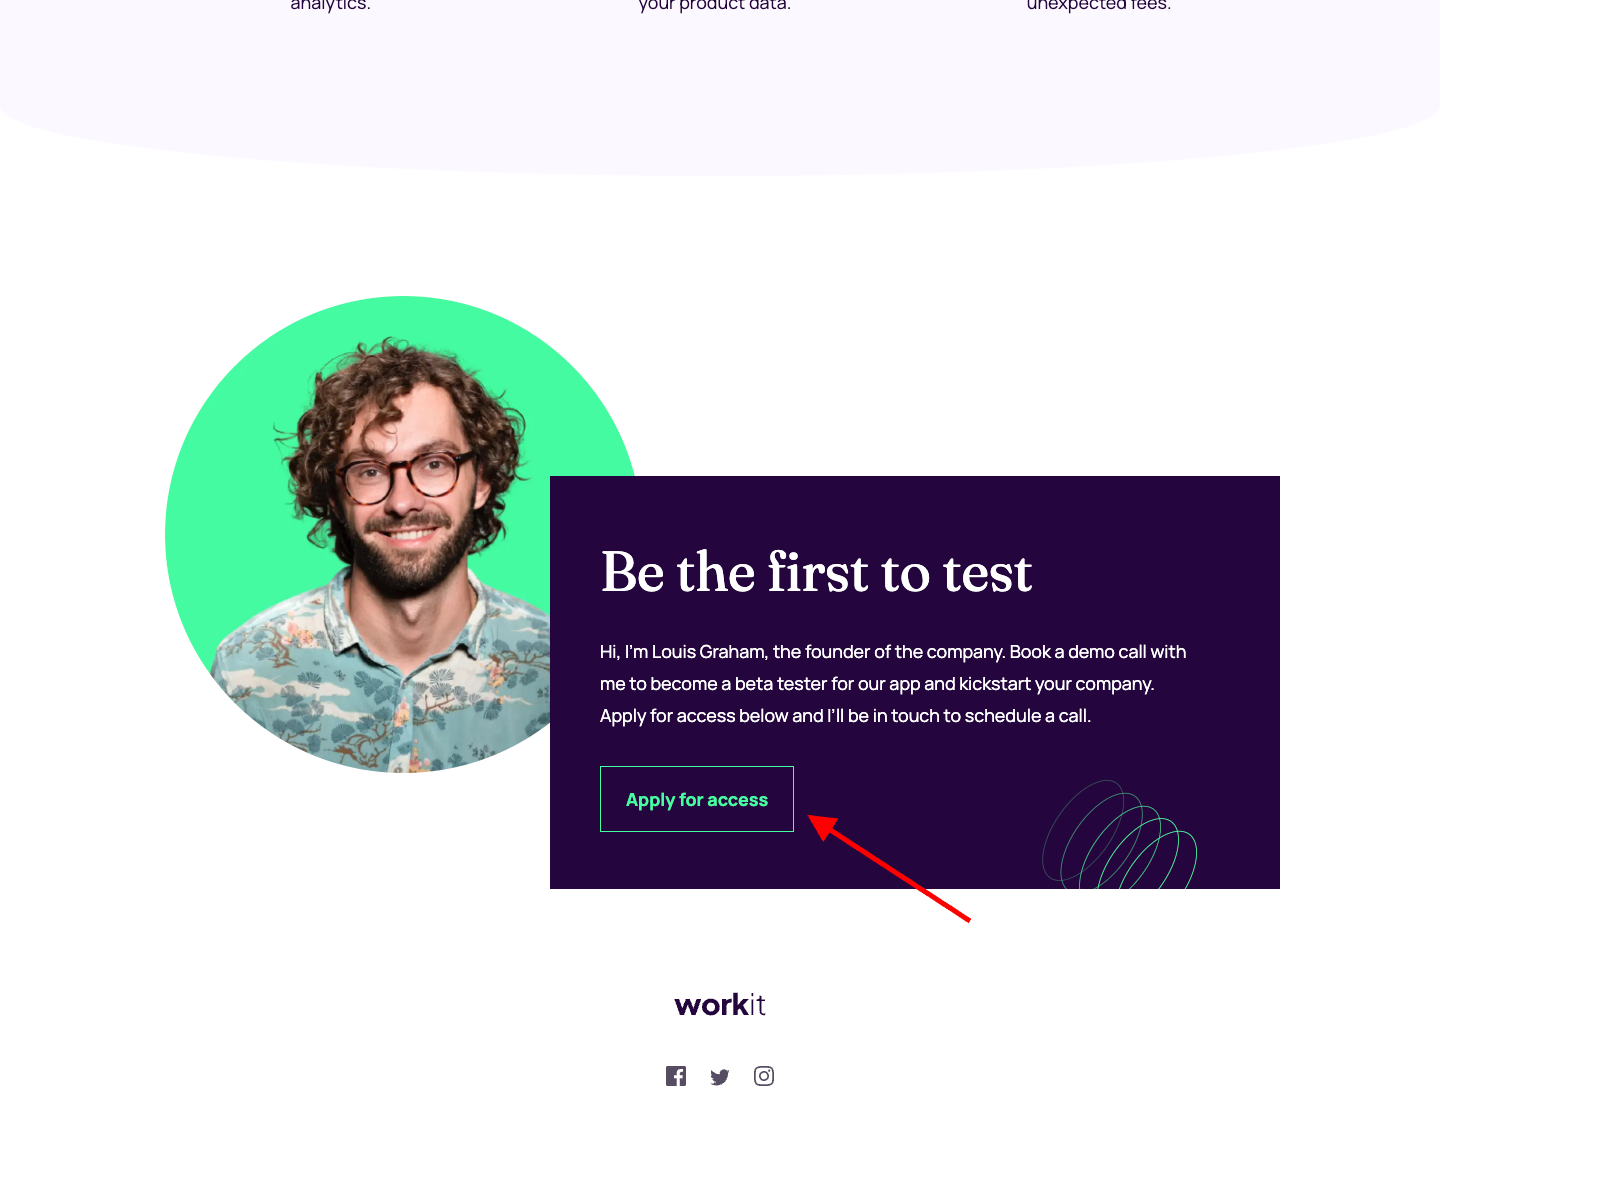 analytics.
your product data.
unexpected fees.
Be the first to test
Hi, I'm Louis Graham, the founder of the company. Book a demo call with
me to become a beta tester for our app and kickstart your company.
Apply for access below and I'll be in touch to schedule a call.
Apply for access
workit